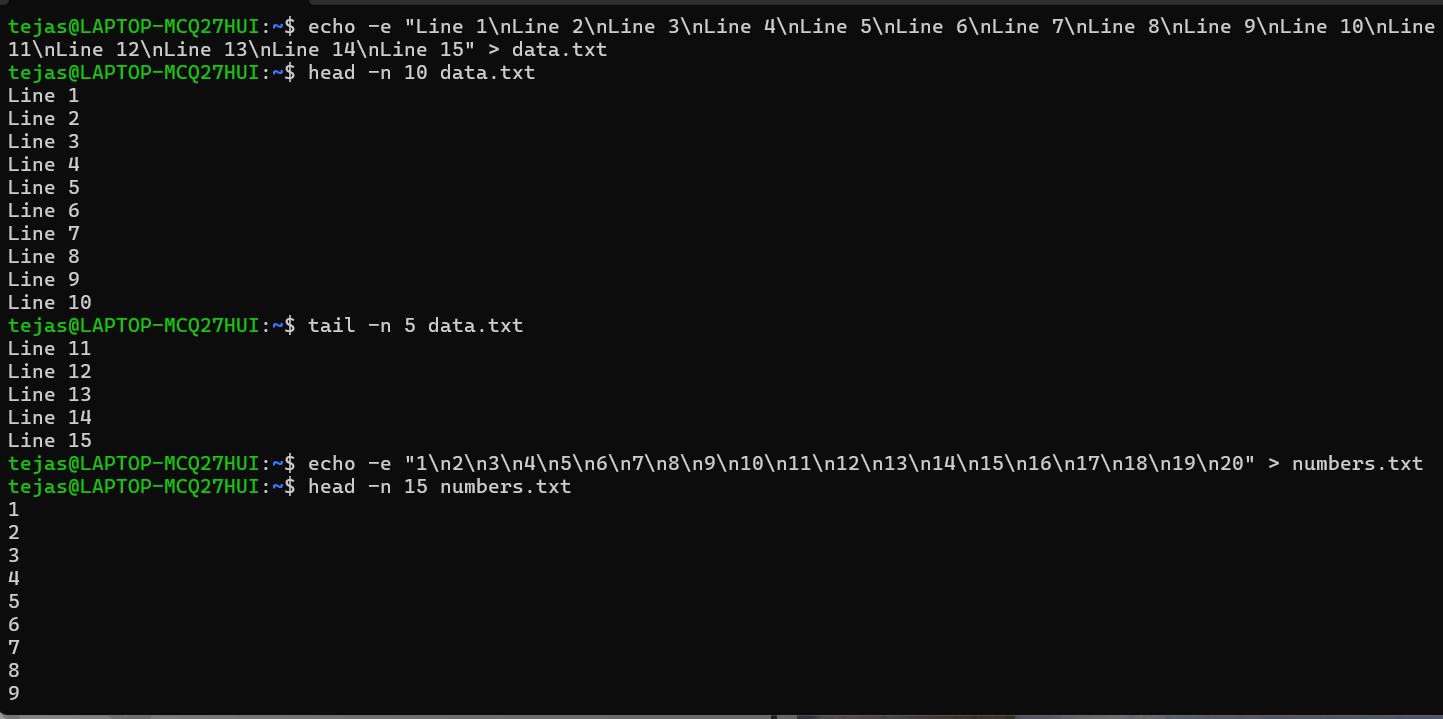 tejas@LAPTOP-MCQ27HUI:~$ echo -e "Line 1\nLine 2\nLine 3\nLine 4\nLine 5\nLine 6\nLine 7\nLine 8\nLine 9\nLine 10\nLine
11\nLine 12\nLine 13\nLine 14\nLine 15" > data.txt
tejas@LAPTOP-MCQ27HUI:~$ head -n 10 data.txt
Line 1
Line 2
Line 3
Line 4
Line 5
Line 6
Line 7
Line 8
Line 9
Line 10
tejas@LAPTOP-MCQ27HUI:~$ tail -n 5 data.txt
Line 11
Line 12
Line 13
Line 14
Line 15
tejas@LAPTOP-MCQ27HUI:~$ echo -e "1\n2\n3\n4\n5\n6\n7\n8\n9\n10\n11\n12\n13\n14\n15\n16\n17\n18\n19\n20" > numbers.txt
tejas@LAPTOP-MCQ27HUI:~$ head -n 15 numbers.txt
1
2
3
4
5
6
7
8
9